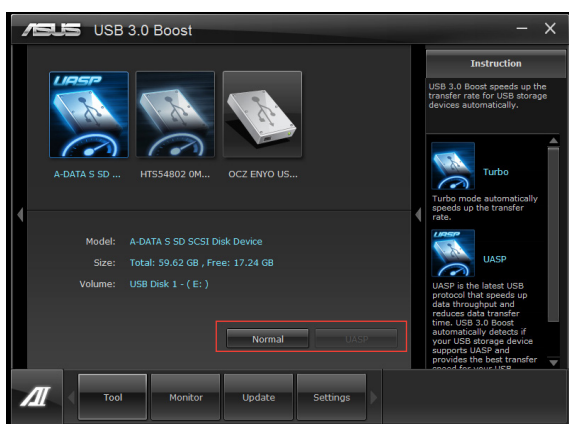 ASUS USB 3.0 Boost
UASP
A-DATA S SD ...
HTS54802 0M...
OCZ ENYO US...
Model: A-DATA S SD SCSI Disk Device
Size: Total: 59.62 GB , Free: 17.24 GB
Volume: USB Disk 1 - ( E: )
Normal
UASP
Instruction
USB 3.0 Boost speeds up the
transfer rate for USB storage
devices automatically.
Turbo
Turbo mode automatically
speeds up the transfer
rate.
UASP
UASP
UASP is the latest USB
protocol that speeds up
data throughput and
reduces data transfer
time. USB 3.0 Boost
automatically detects if
your USB storage device
supports UASP and
provides the best transfer
speed for your USB
Tool
Monitor
Update
Settings